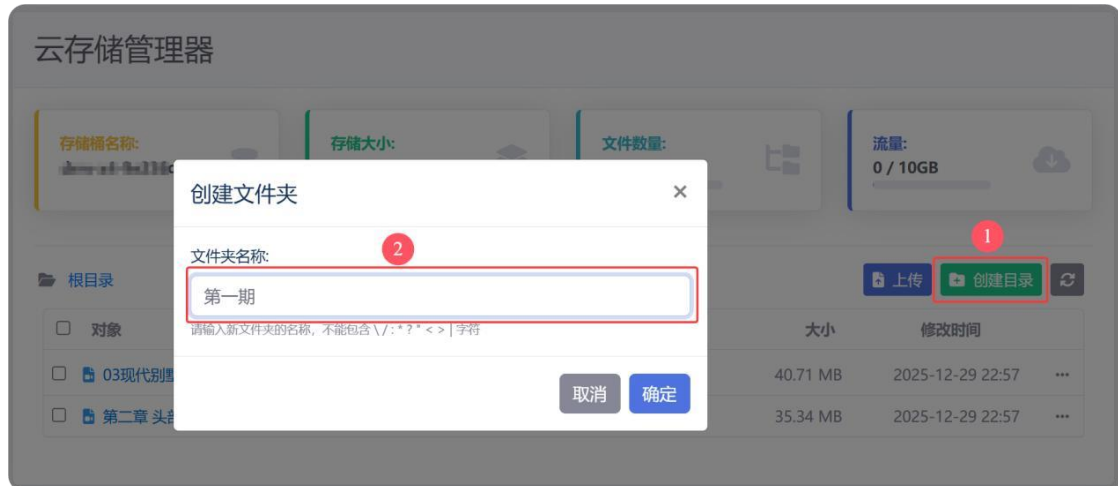 云存储管理器
存储桶名称:
存储大小:
文件数量:
流量:
0 / 10GB
创建文件夹
×
1
文件夹名称:
2
第一期
请输入新文件夹的名称, 不能包含 \ / : * ? " < > | 字符
取消 确定
根目录
上传 创建目录
对象 大小 修改时间
03现代别墅 40.71 MB 2025-12-29 22:57 ···
第二章 头 35.34 MB 2025-12-29 22:57 ···